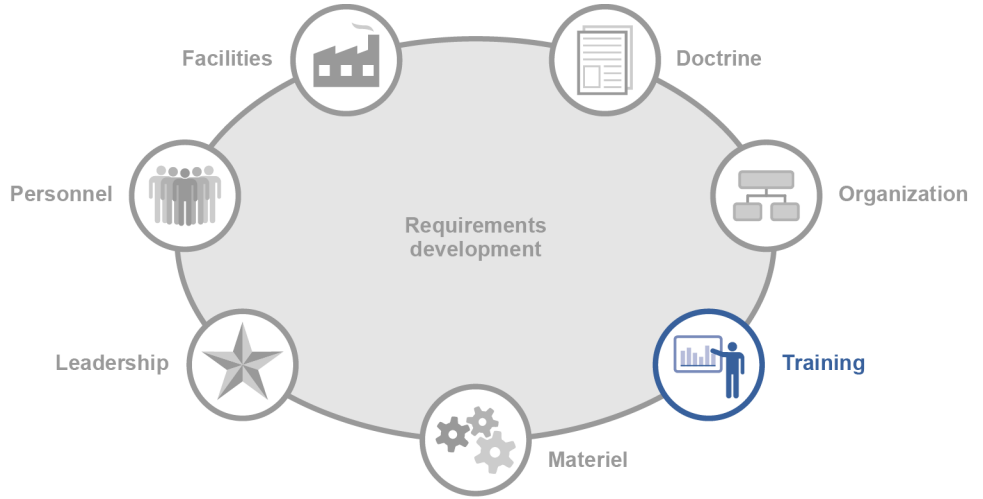 Facilities
Doctrine
Personnel
Organization
Requirements
development
Leadership
Training
Materiel